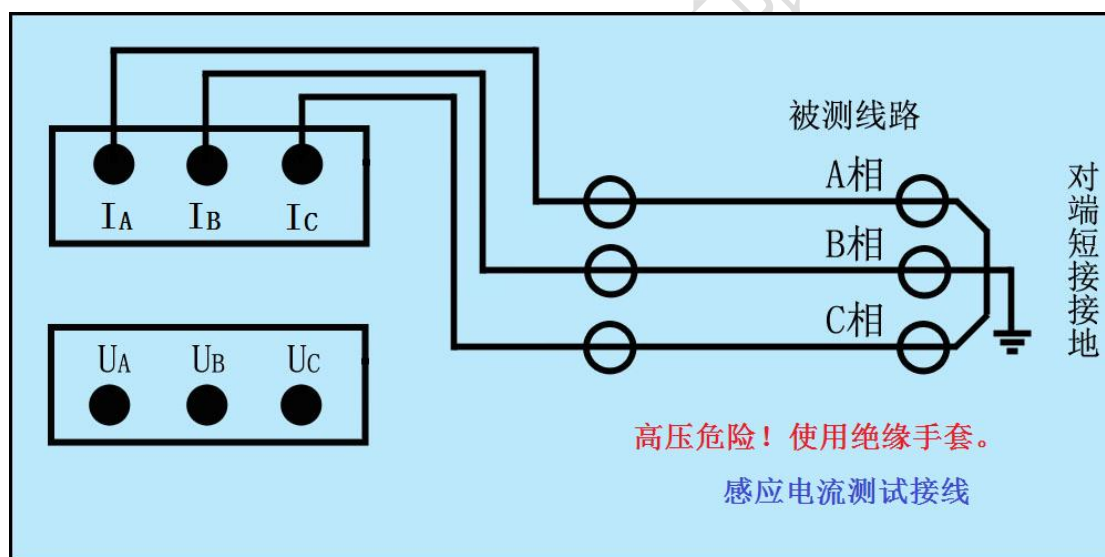 被测线路
A相
IA IB IC
B相
C相
对端短接接地
UA UB UC
高压危险！使用绝缘手套。
感应电流测试接线